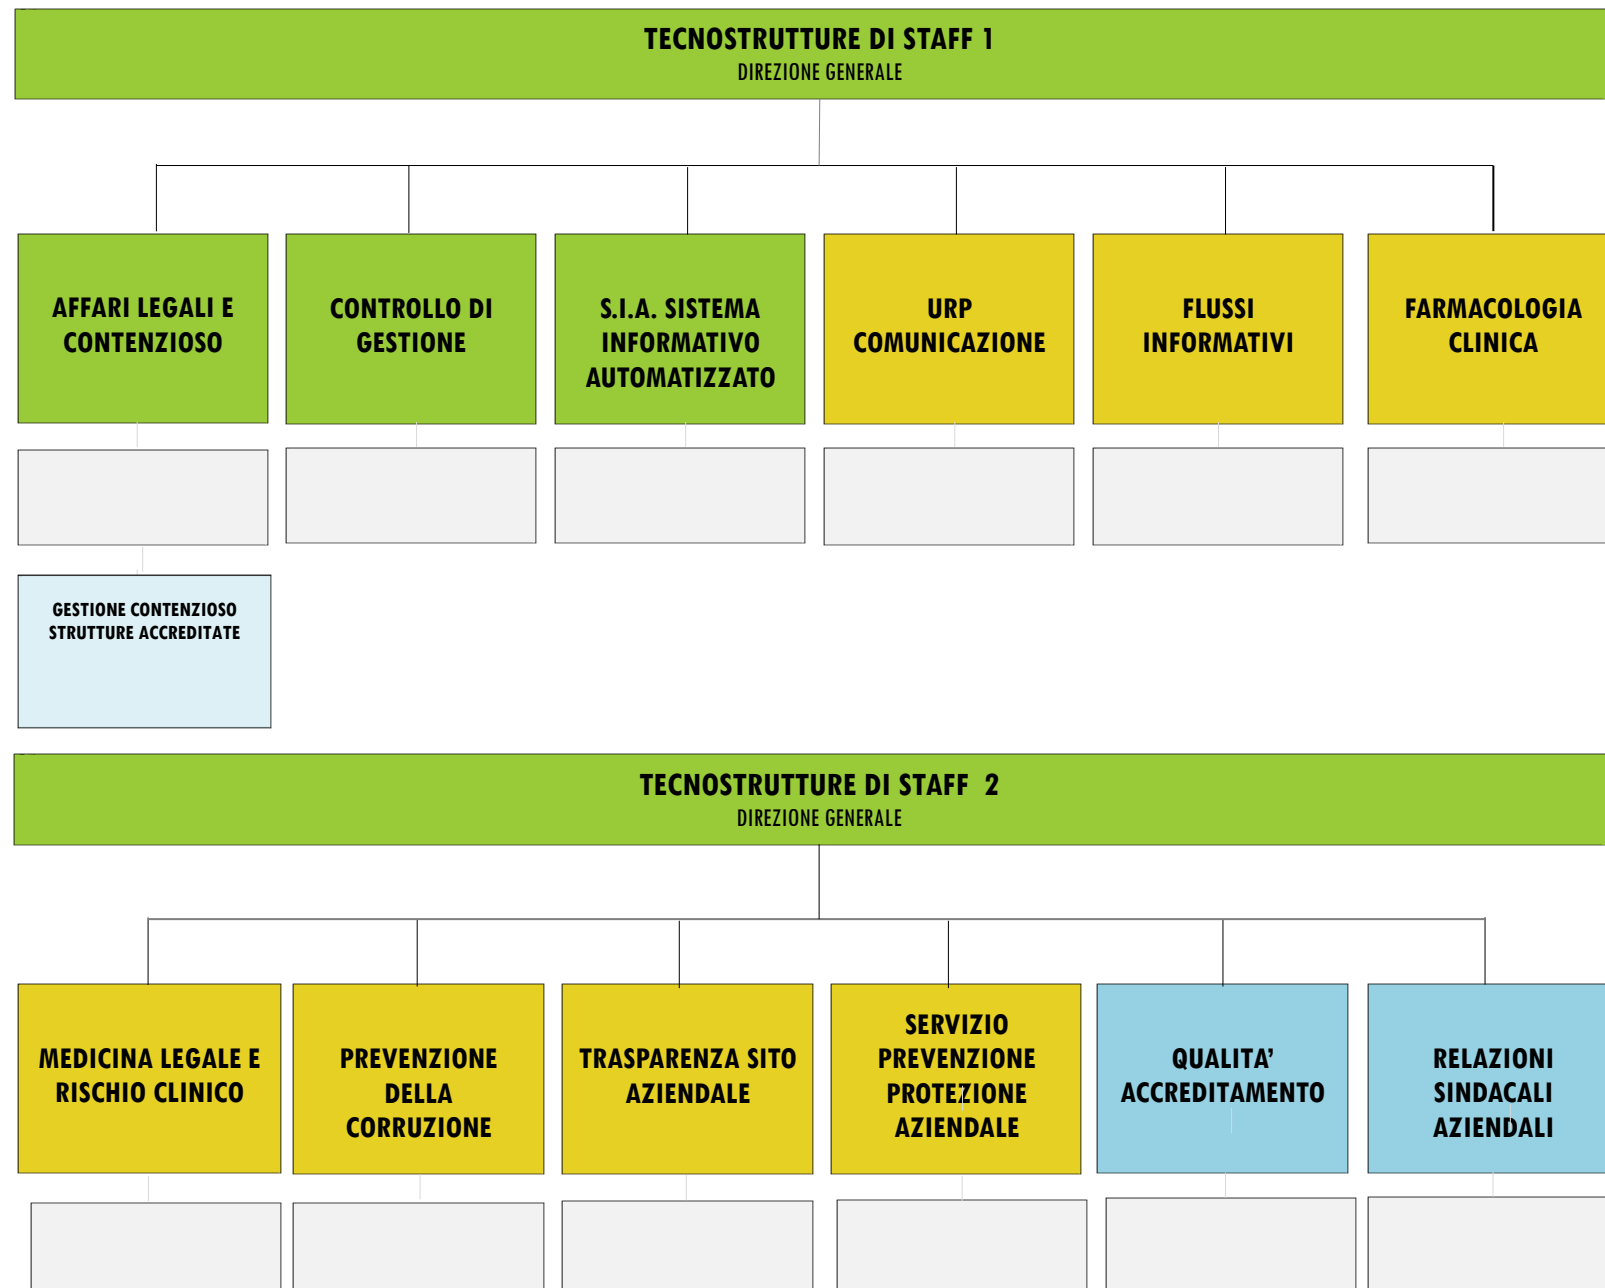 TECNOSTRUTTURE DI STAFF 1
DIREZIONE GENERALE
AFFARI LEGALI E
CONTENZIOSO
CONTROLLO DI
GESTIONE
S.I.A. SISTEMA
INFORMATIVO
AUTOMATIZZATO
URP
COMUNICAZIONE
FLUSSI
INFORMATIVI
FARMACOLOGIA
CLINICA
GESTIONE CONTENZIOSO
STRUTTURE ACCREDITATE
TECNOSTRUTTURE DI STAFF 2
DIREZIONE GENERALE
MEDICINA LEGALE E
RISCHIO CLINICO
PREVENZIONE
DELLA
CORRUZIONE
TRASPARENZA SITO
AZIENDALE
SERVIZIO
PREVENZIONE
PROTEZIONE
AZIENDALE
QUALITA’
ACCREDITAMENTO
RELAZIONI
SINDACALI
AZIENDALI